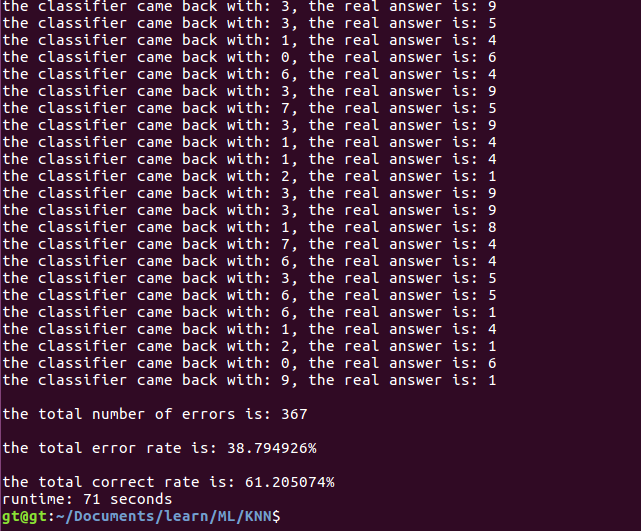 the classifier came back with: 3, the real answer is: 9
the classifier came back with: 3, the real answer is: 5
the classifier came back with: 1, the real answer is: 4
the classifier came back with: 0, the real answer is: 6
the classifier came back with: 6, the real answer is: 4
the classifier came back with: 3, the real answer is: 9
the classifier came back with: 7, the real answer is: 5
the classifier came back with: 3, the real answer is: 9
the classifier came back with: 1, the real answer is: 4
the classifier came back with: 1, the real answer is: 4
the classifier came back with: 2, the real answer is: 1
the classifier came back with: 3, the real answer is: 9
the classifier came back with: 3, the real answer is: 9
the classifier came back with: 1, the real answer is: 8
the classifier came back with: 7, the real answer is: 4
the classifier came back with: 6, the real answer is: 4
the classifier came back with: 3, the real answer is: 5
the classifier came back with: 6, the real answer is: 5
the classifier came back with: 6, the real answer is: 1
the classifier came back with: 1, the real answer is: 4
the classifier came back with: 2, the real answer is: 1
the classifier came back with: 0, the real answer is: 6
the classifier came back with: 9, the real answer is: 1
the total number of errors is: 367
the total error rate is: 38.794926%
the total correct rate is: 61.205074%
runtime: 71 seconds
gt@gt:~/Documents/learn/ML/KNN$